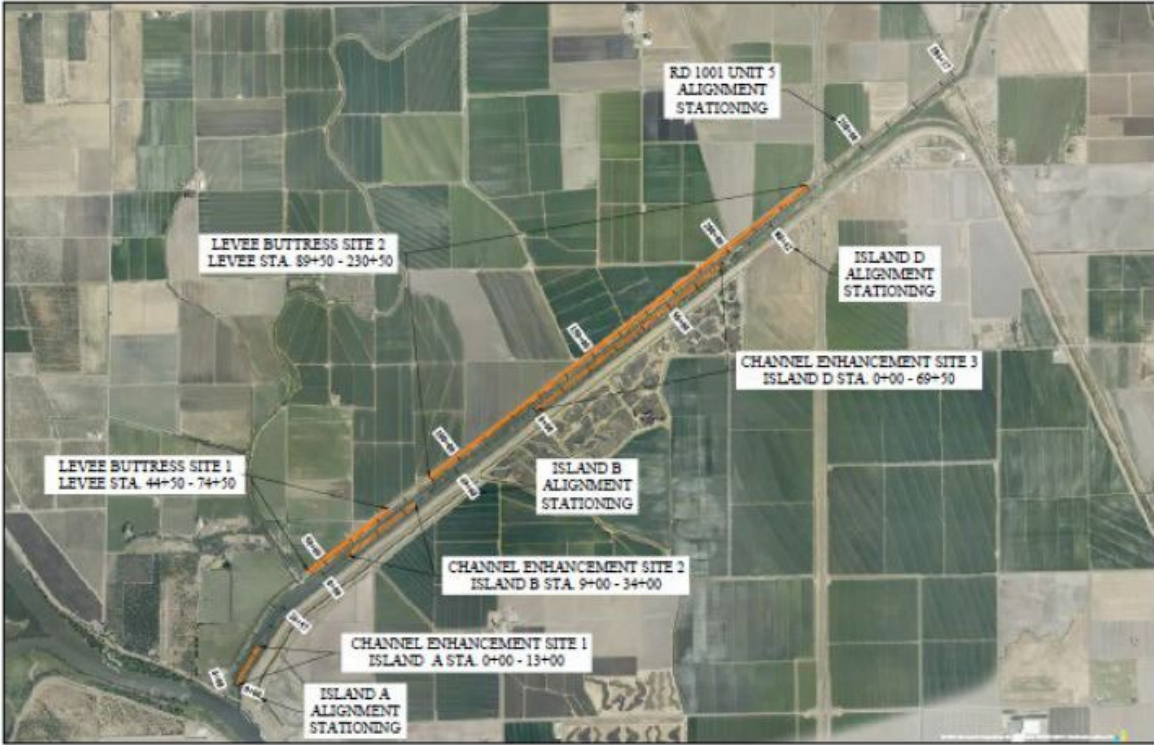 RD 1001 UNIT 5
ALIGNMENT
STATIONING
LEVEE BUTTRESS SITE 2
LEVEE STA. 89+50 - 230+50
ISLAND D
ALIGNMENT
STATIONING
CHANNEL ENHANCEMENT SITE 3
ISLAND D STA. 0+00 - 69+50
LEVEE BUTTRESS SITE 1
LEVEE STA. 44+50 - 74+50
ISLAND B
ALIGNMENT
STATIONING
CHANNEL ENHANCEMENT SITE 2
ISLAND B STA. 9+00 - 34+00
CHANNEL ENHANCEMENT SITE 1
ISLAND A STA. 0+00 - 13+00
ISLAND A
ALIGNMENT
STATIONING